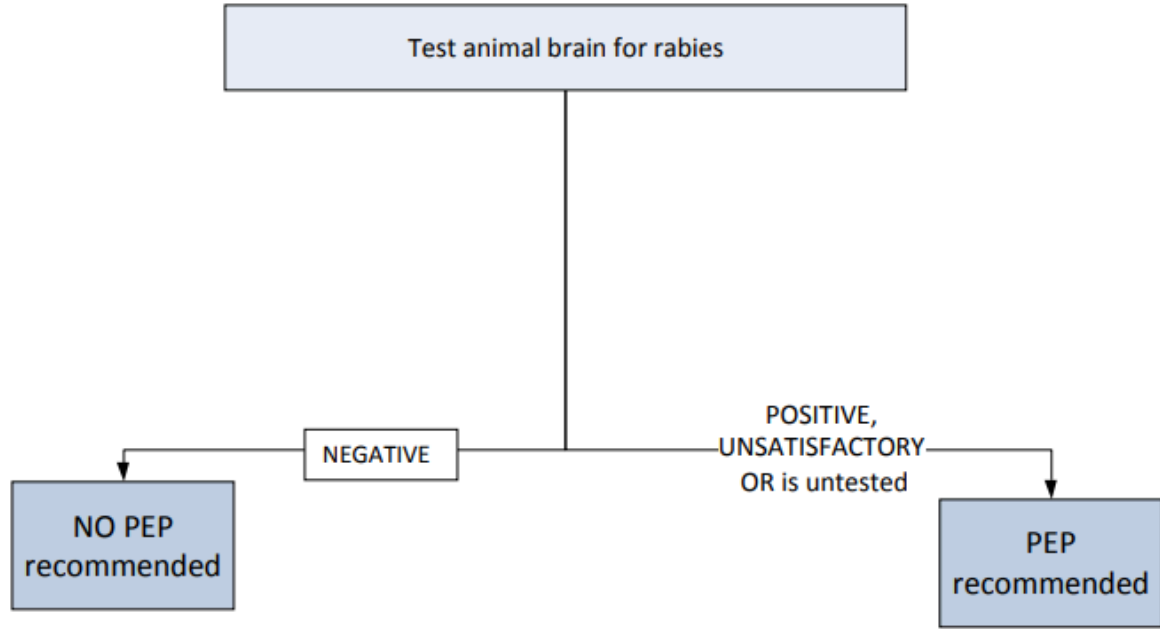 Test animal brain for rabies
POSITIVE,
UNSATISFACTORY
OR is untested
NEGATIVE
NO PEP
recommended
PEP
recommended